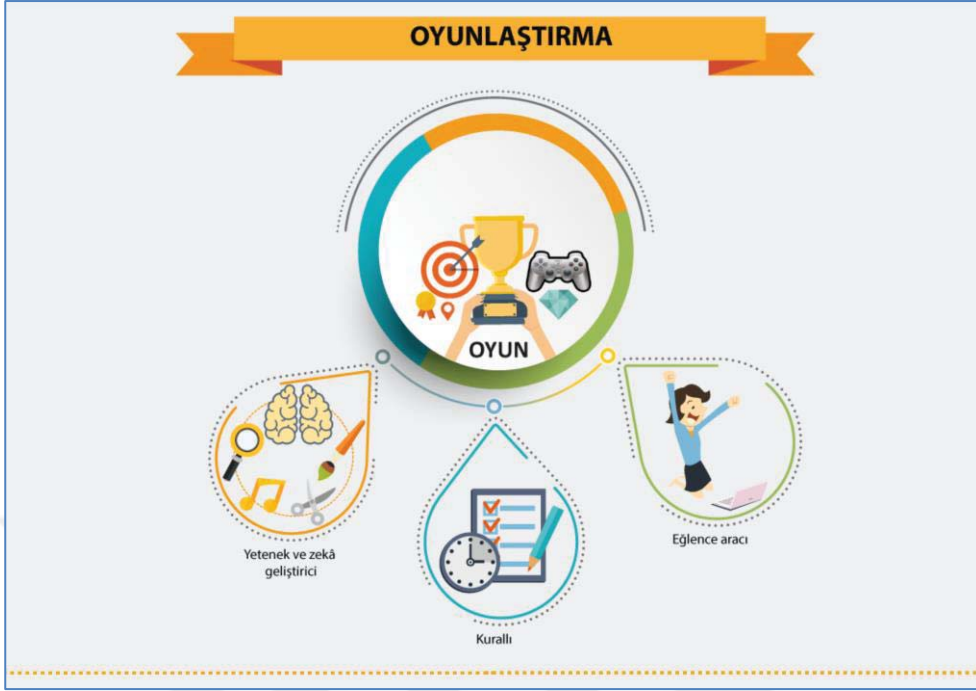 OYUNLAŞTIRMA
OYUN
Yetenek ve zekâ
geliştirici
Kurallı
Eğlence aracı